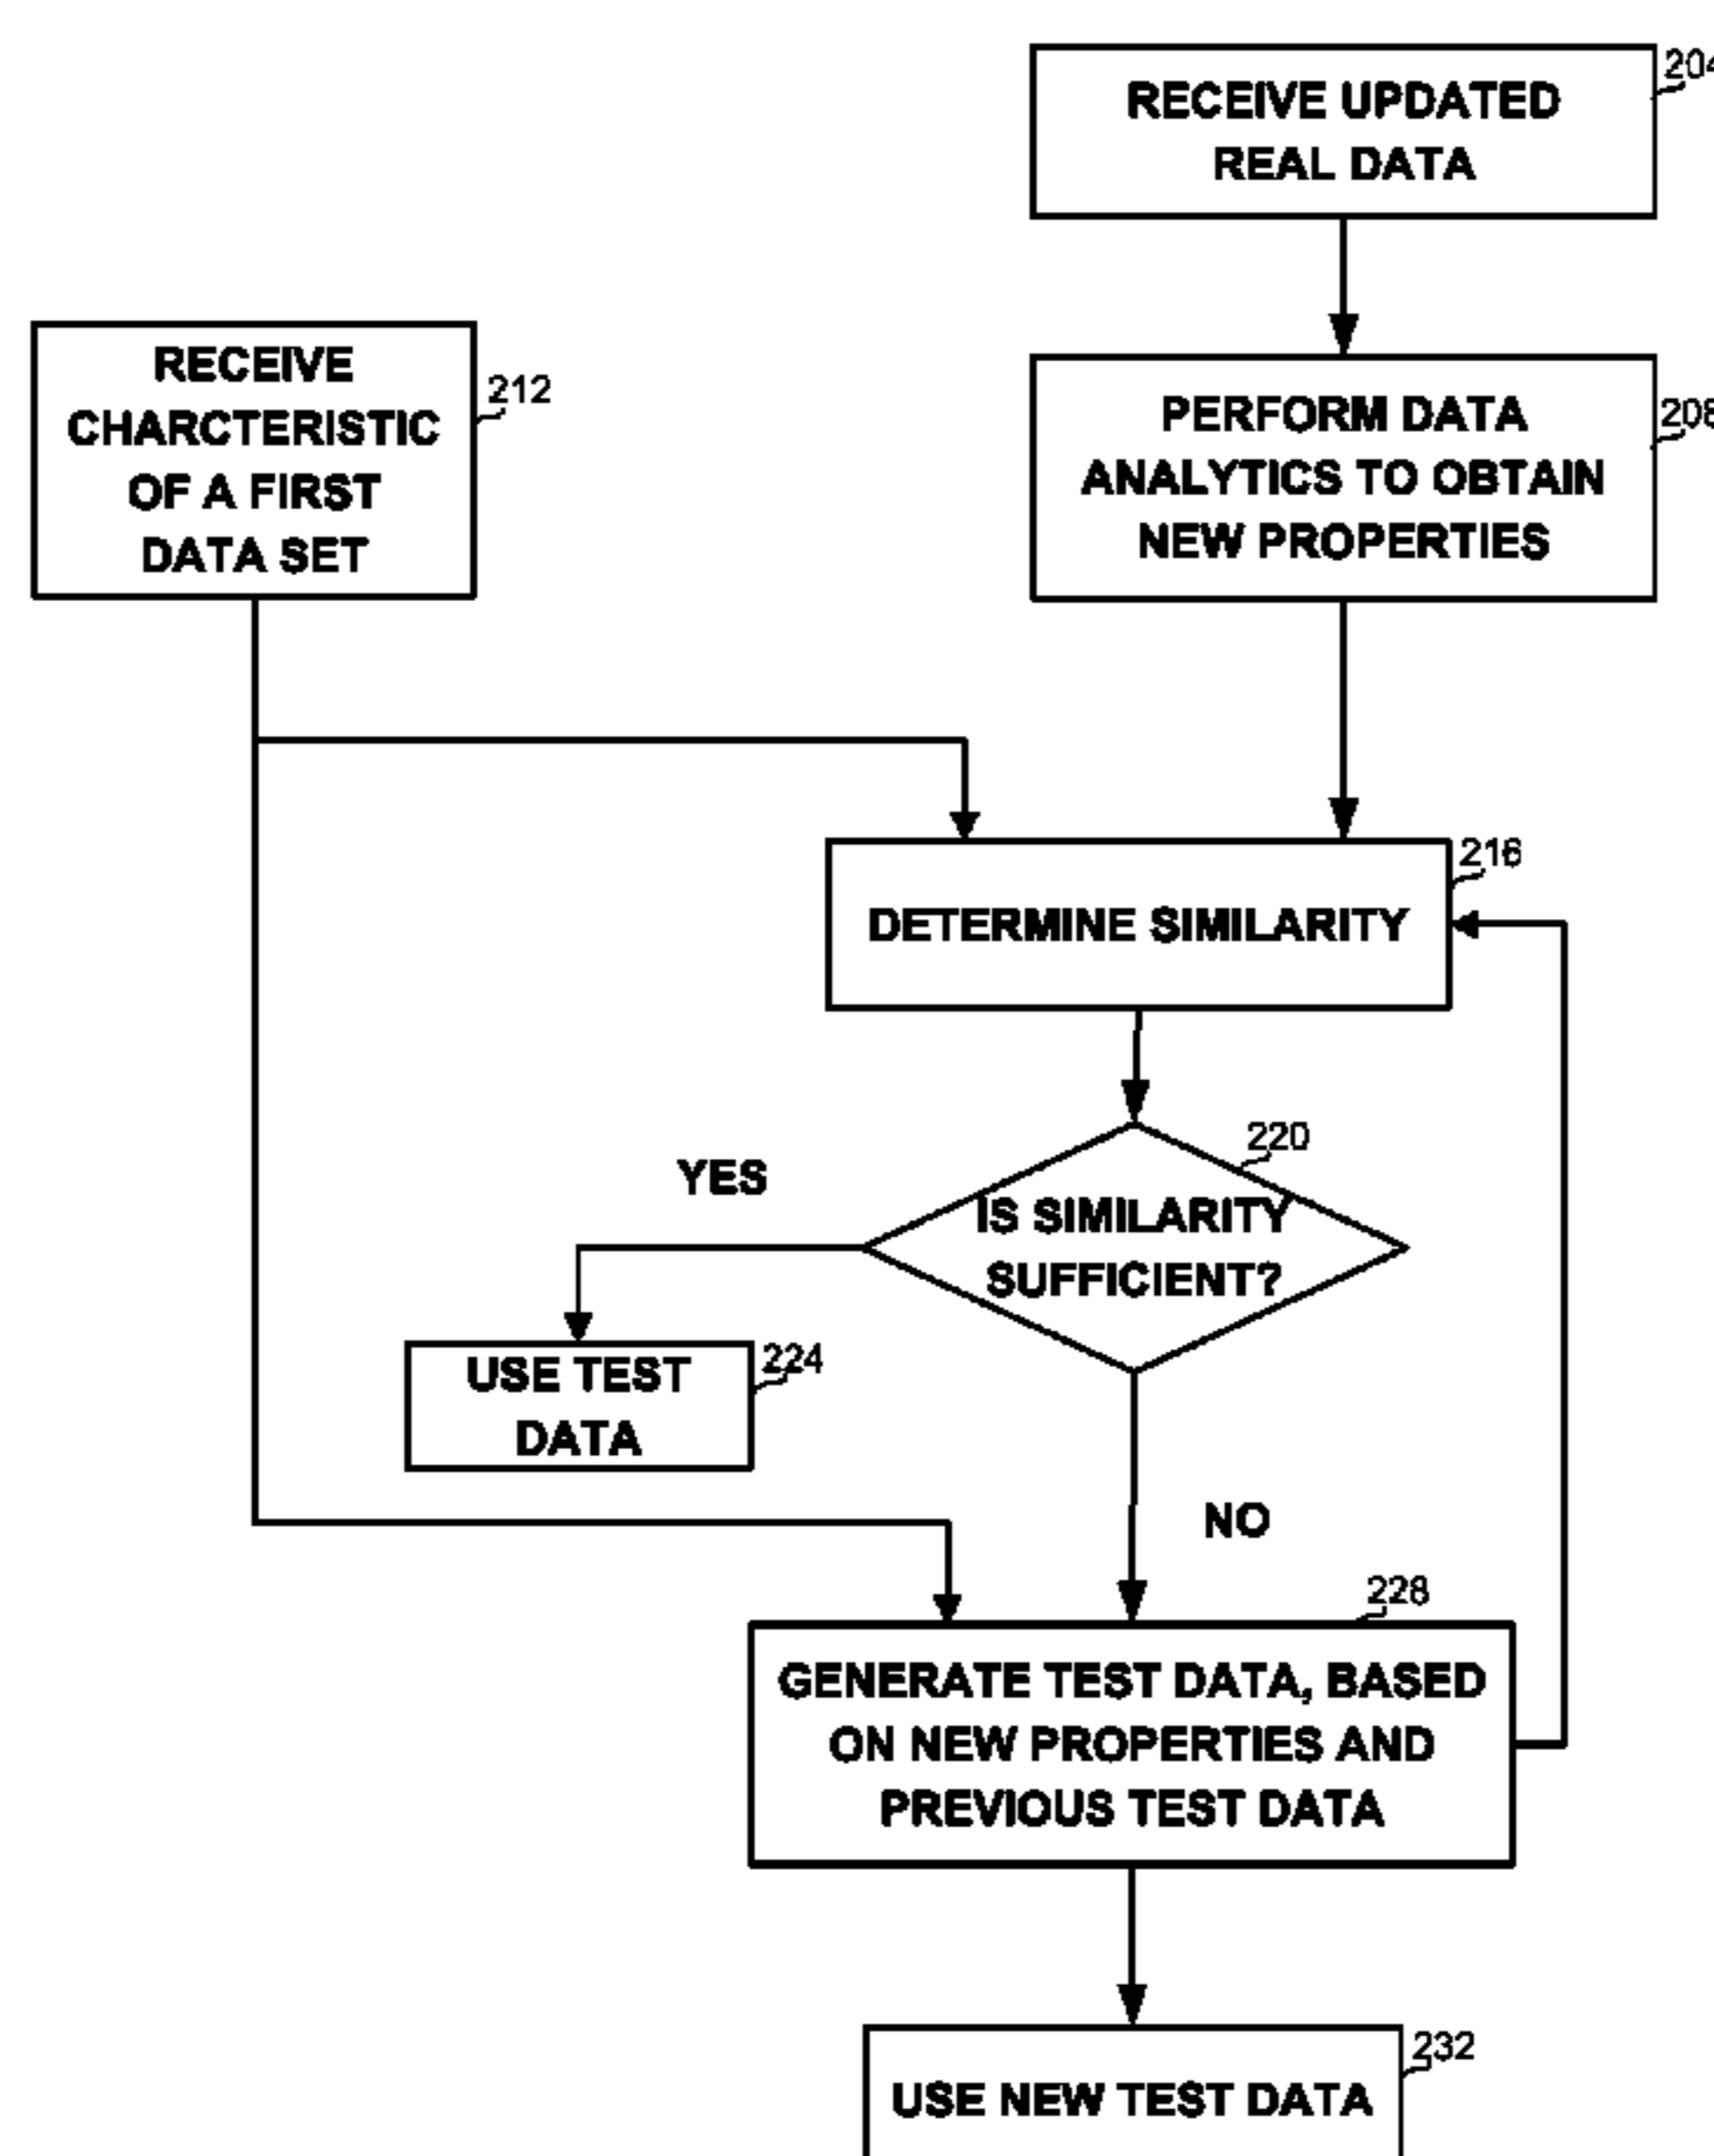 204
RECEIVE UPDATED
REAL DATA
RECEIVE
CHARCTERISTIC
OF A FIRST
DATA SET
212
PERFORM DATA
ANALYTICS TO OBTAIN
NEW PROPERTIES
208
216
DETERMINE SIMILARITY
220
YES
IS SIMILARITY
SUFFICIENT?
USE TEST
DATA
224
NO
228
GENERATE TEST DATA, BASED
ON NEW PROPERTIES AND
PREVIOUS TEST DATA
232
USE NEW TEST DATA